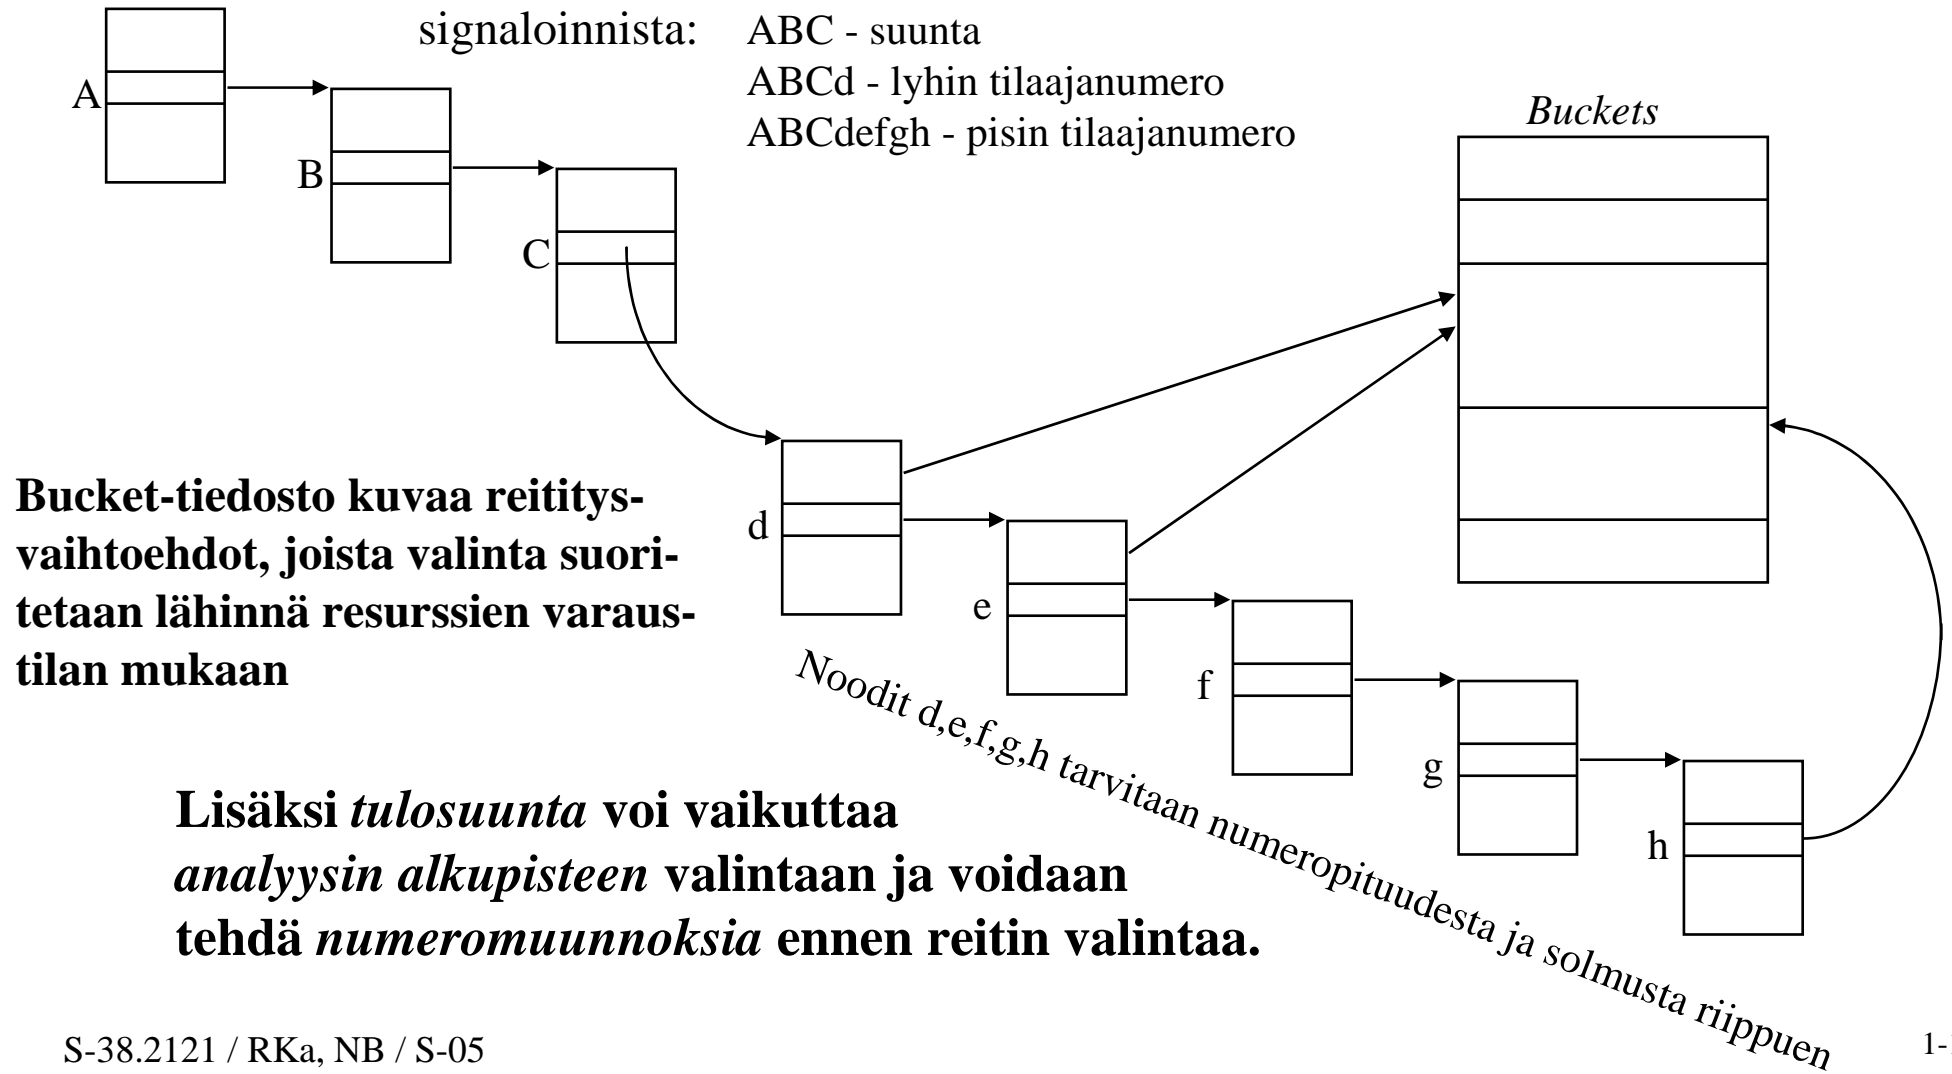 signaloinnista:
ABC - suunta
ABCd - lyhin tilaajanumero
ABCdefgh - pisin tilaajanumero
A
B
C
Buckets
Bucket-tiedosto kuvaa reititys-
vaihtoehdot, joista valinta suori-
tetaan lähinnä resurssien varaus-
tilan mukaan
d
e
f
g
h
Noodit d,e,f,g,h tarvitaan numeropituudesta ja solmusta riippuen
Lisäksi tulosuunta voi vaikuttaa
analyysin alkupisteen valintaan ja voidaan
tehdä numeromuunnoksia ennen reitin valintaa.
S-38.2121 / RKa, NB / S-05